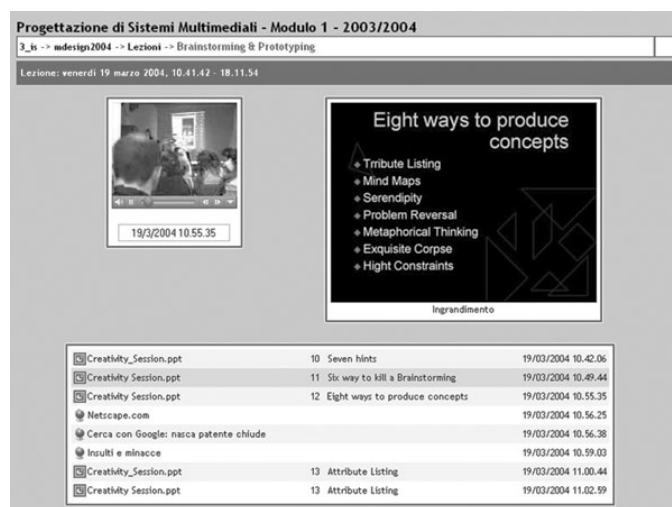 Progettazione di Sistemi Multimediali - Modulo 1 - 2003/2004
3_is -> mdesign2004 -> Lezioni -> Brainstorming & Prototyping
Lezione: venerdì 19 marzo 2004, 10.41.42 - 18.11.54
19/3/2004 10.55.35
Eight ways to produce
concepts
Trribute Listing
Mind Maps
Serendipity
Problem Reversal
Metaphorical Thinking
Exquisite Corpse
Hight Constraints
Ingrandimento
Creativity_Session.ppt 10 Seven hints 19/03/2004 10.42.06
Creativity Session.ppt 11 Six way to kill a Brainstorming 19/03/2004 10.49.44
Creativity Session.ppt 12 Eight ways to produce concepts 19/03/2004 10.55.35
Netscape.com 19/03/2004 10.56.25
Cerca con Google: nasca patente chiude 19/03/2004 10.56.38
Insulti e minacce 19/03/2004 10.59.03
Creativity_Session.ppt 13 Attribute Listing 19/03/2004 11.00.44
Creativity Session.ppt 13 Attribute Listing 19/03/2004 11.02.59